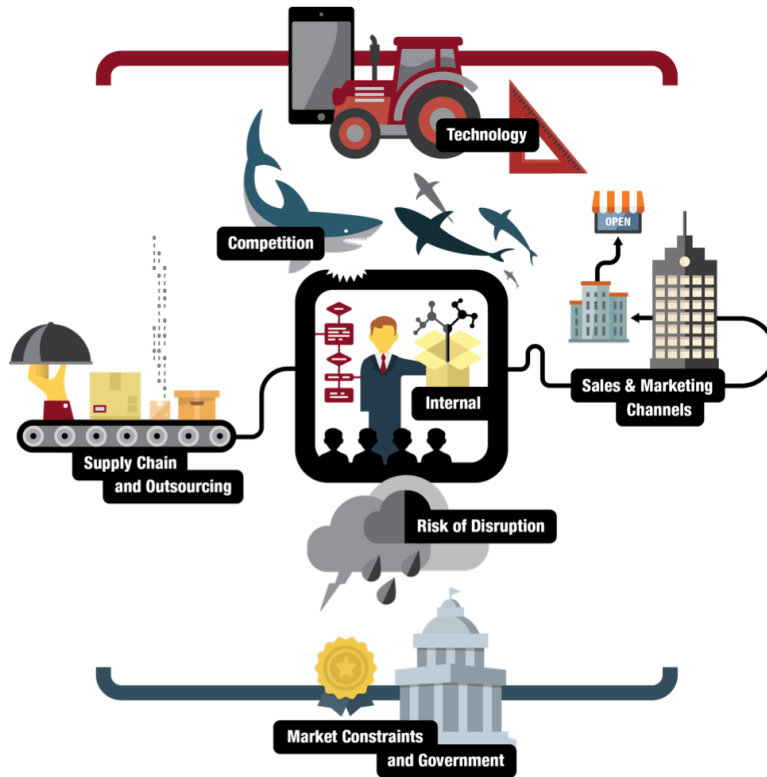 Technology
Competition
OPEN
Internal
Sales & Marketing
Channels
Supply Chain
and Outsourcing
Risk of Disruption
Market Constraints
and Government